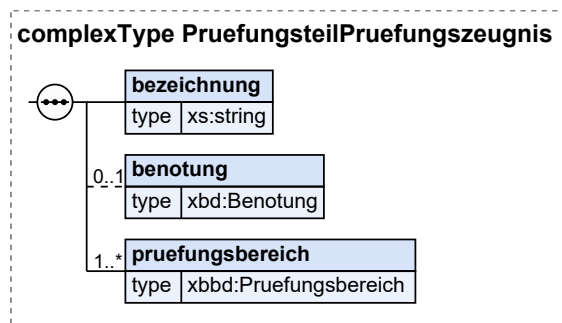 complexType PruefungsteilPruefungszeugnis
bezeichnung
type xs:string
0..1 benotung
type xbd:Benotung
1..* pruefungsbereich
type xbbd:Pruefungsbereich